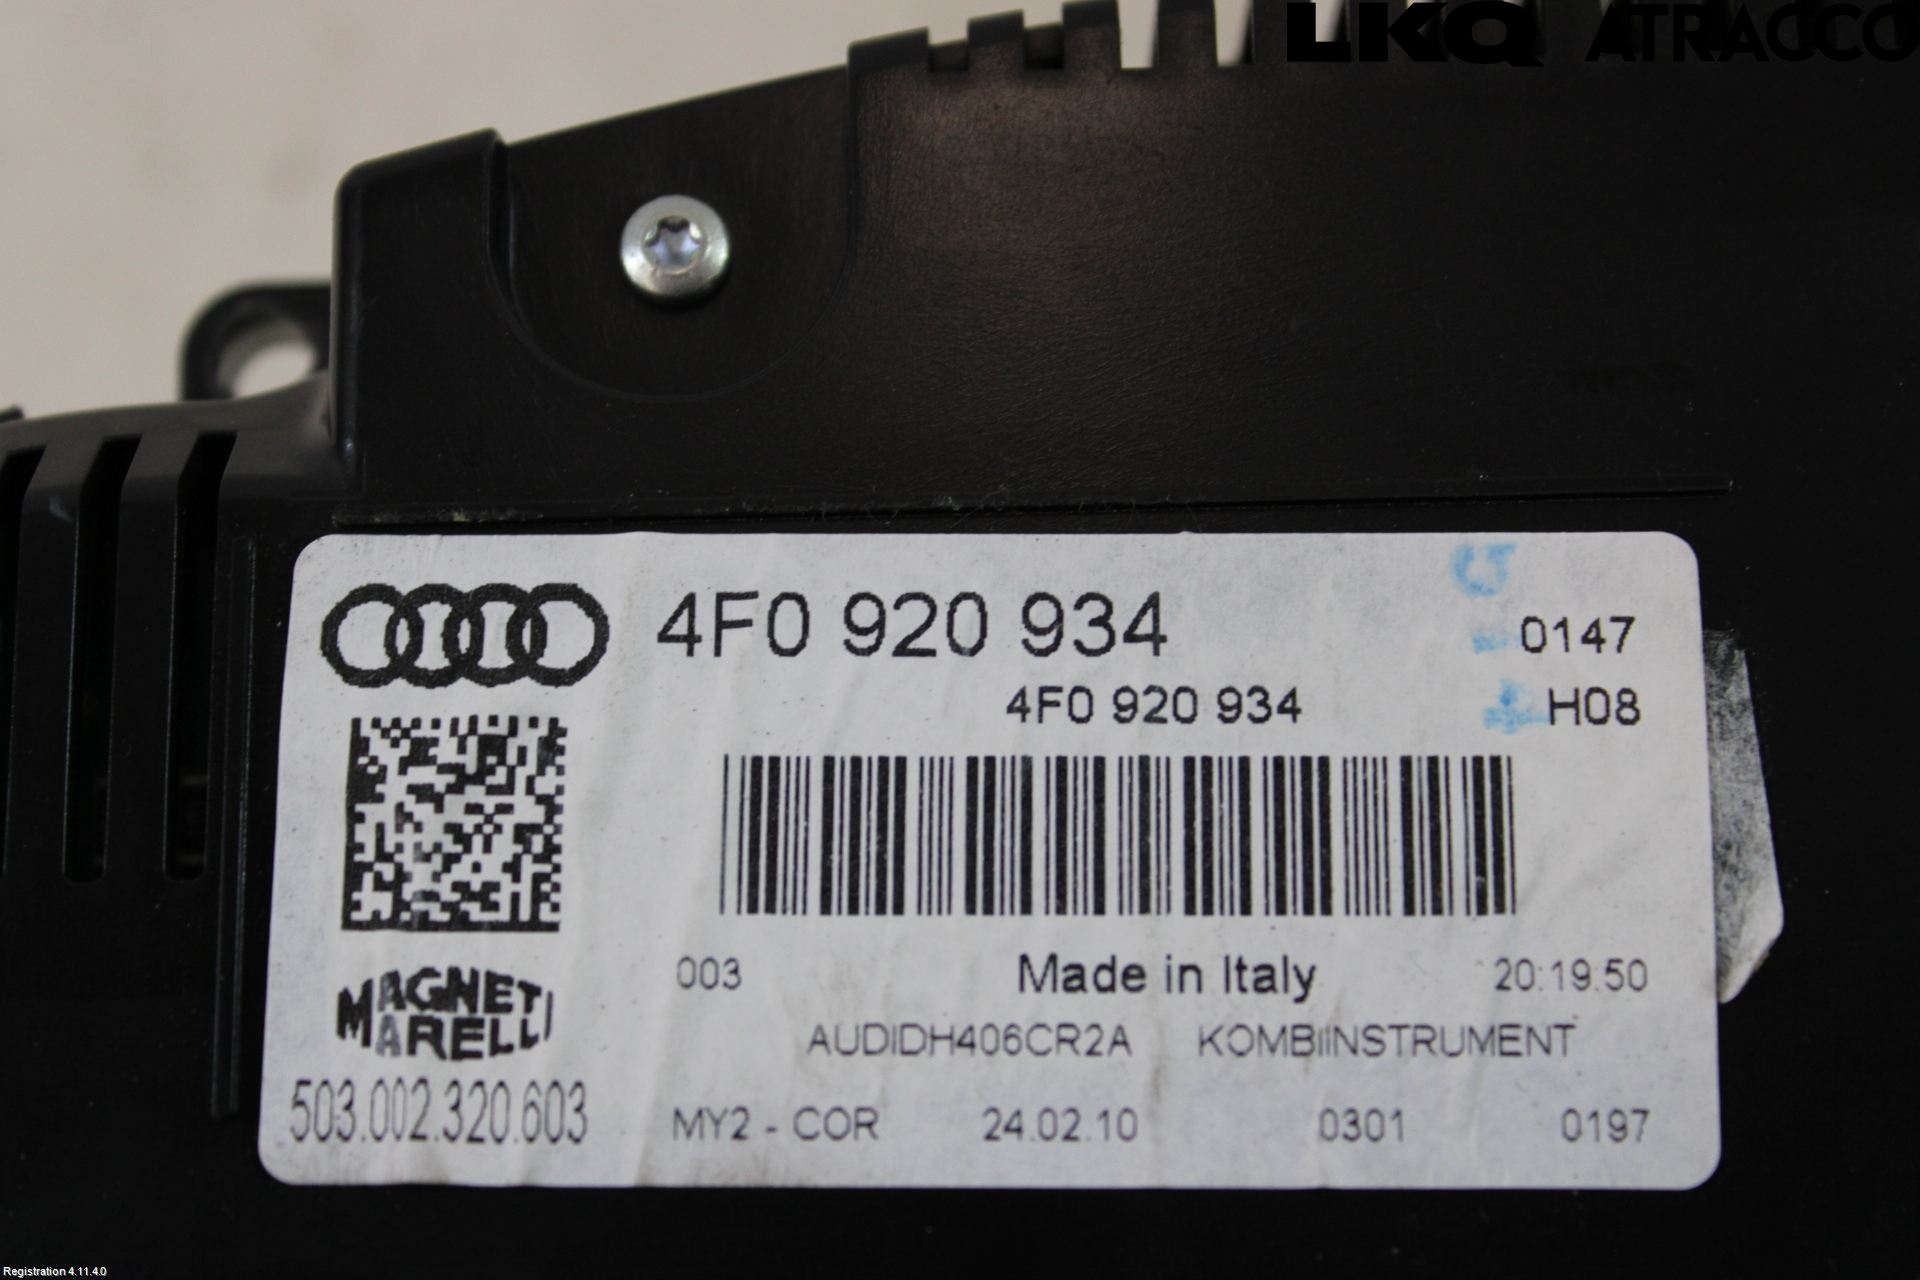 LKQ ATRACCO
4F0 920 934
0147
4F0 920 934
H08
003
Made in Italy
20:19.50
MAGNETI
MARELLI
AUDIDH406CR2A KOMBIINSTRUMENT
503.002.320.603
MY2 - COR
24.02.10
0301
0197
Registration 4.11.4.0